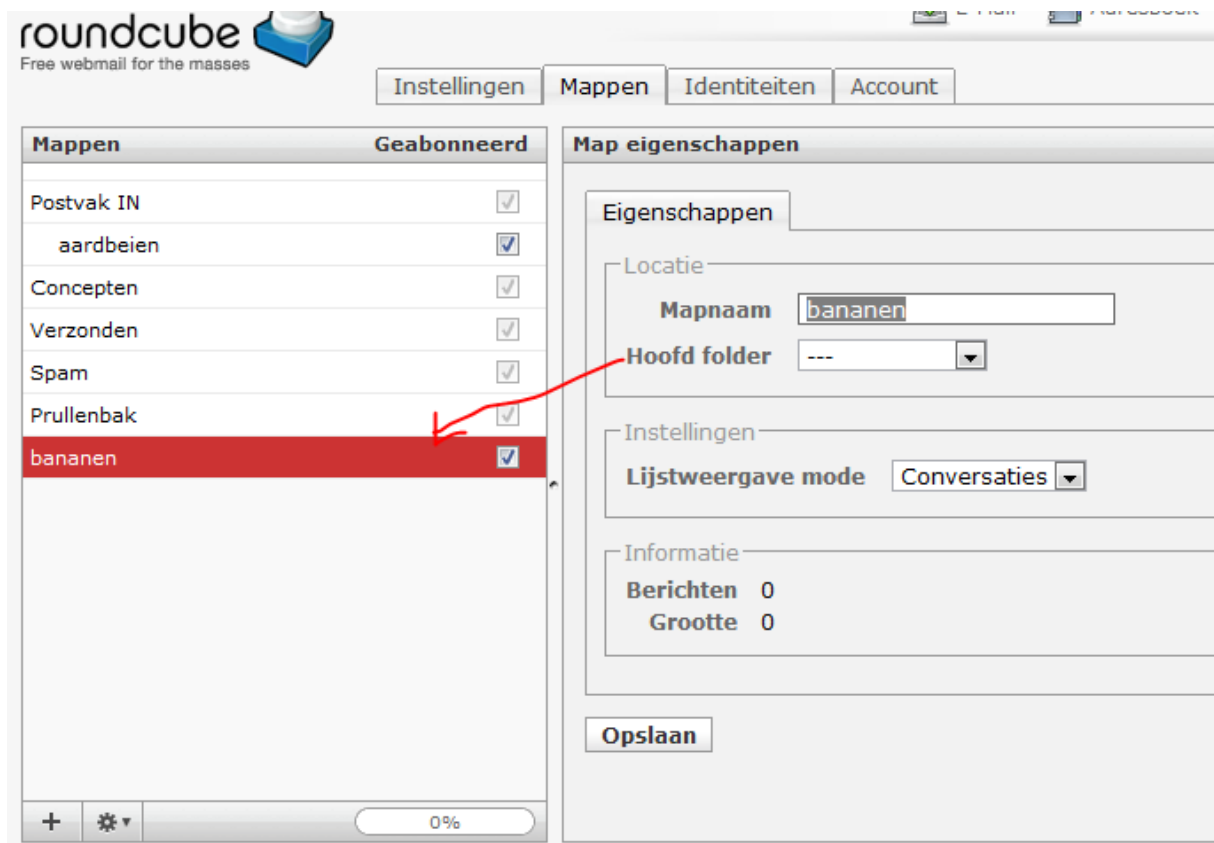 roundcube
Free webmail for the masses
E-Mail Adresboek
Instellingen Mappen Identiteiten Account
Mappen Geabonneerd
Postvak IN
aardbeien
Concepten
Verzonden
Spam
Prullenbak
bananen
0%
Map eigenschappen
Eigenschappen
Locatie
Mapnaam bananen
Hoofd folder ---
Instellingen
Lijstweergave mode Conversaties
Informatie
Berichten 0
Grootte 0
Opslaan